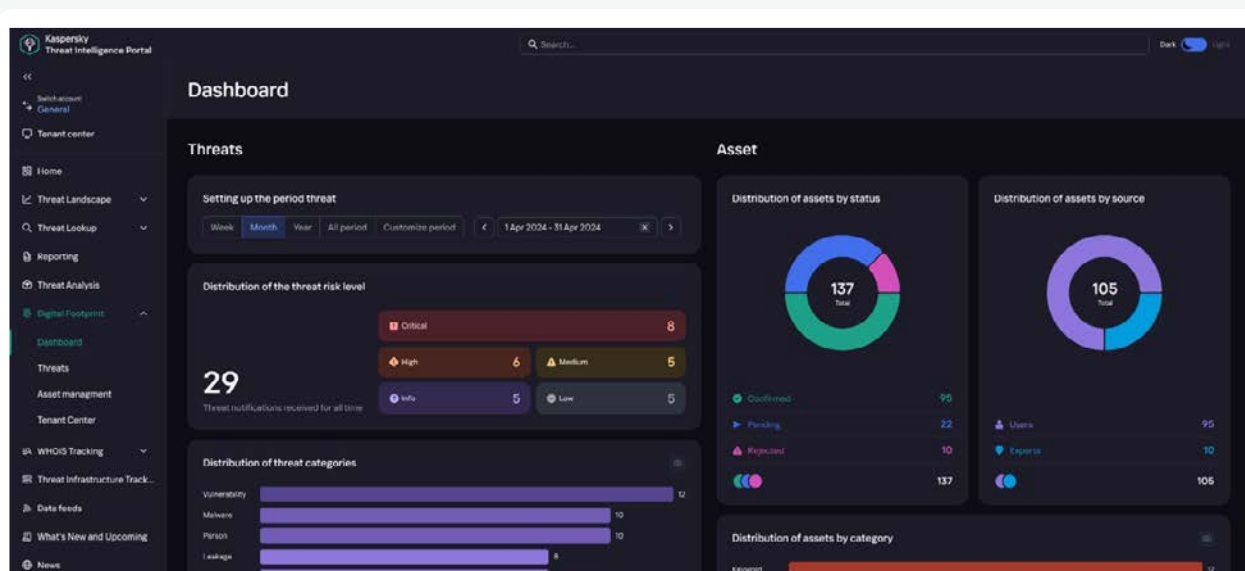 Kaspersky
Threat Intelligence Portal
Search...
Dark
Light
Switch account
General
Tenant center
Home
Threat Landscape
Threat Lookup
Reporting
Threat Analysis
Digital Footprint
Dashboard
Threats
Asset managment
Tenant Center
WHOIS Tracking
Threat Infrastructure Track...
Data feeds
What's New and Upcoming
News
Dashboard
Threats
Setting up the period threat
Week Month Year All period Customize period 1 Apr 2024 - 31 Apr 2024
Distribution of the threat risk level
29
Threat notifications received for all time
Critical 8
High 6
Medium 5
Info 5
Low 5
Distribution of threat categories
Vulnerability 12
Malware 10
Person 10
Leakage 8
Asset
Distribution of assets by status
137
Total
Confirmed 95
Pending 22
Rejected 10
137
Distribution of assets by source
105
Total
Users 95
Experts 10
105
Distribution of assets by category
Keyword 12